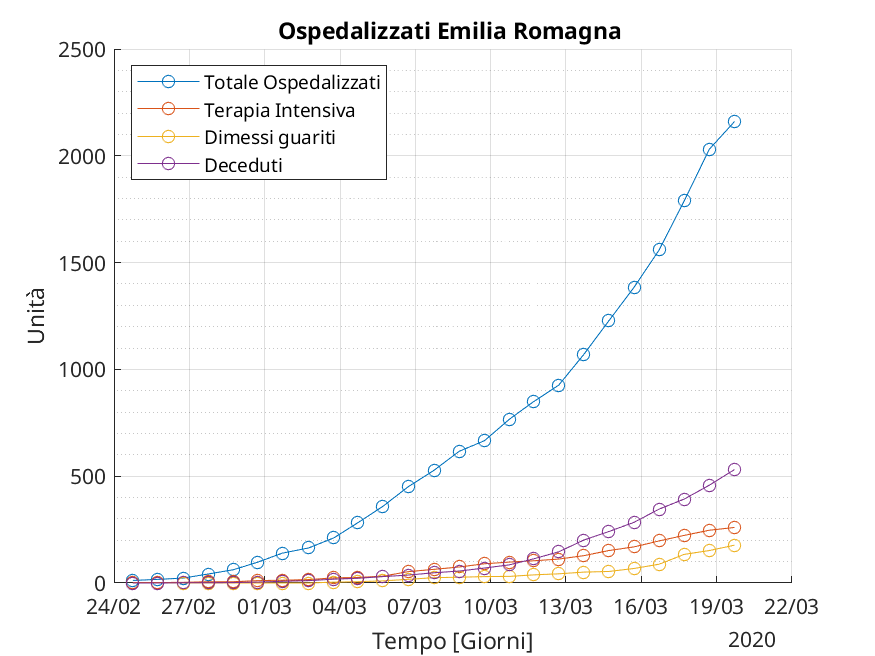 Ospedalizzati Emilia Romagna
2500
2000
1500
1000
500
0
Unità
Totale Ospedalizzati
Terapia Intensiva
Dimessi guariti
Deceduti
24/02 27/02 01/03 04/03 07/03 10/03 13/03 16/03 19/03 22/03
Tempo [Giorni]
2020